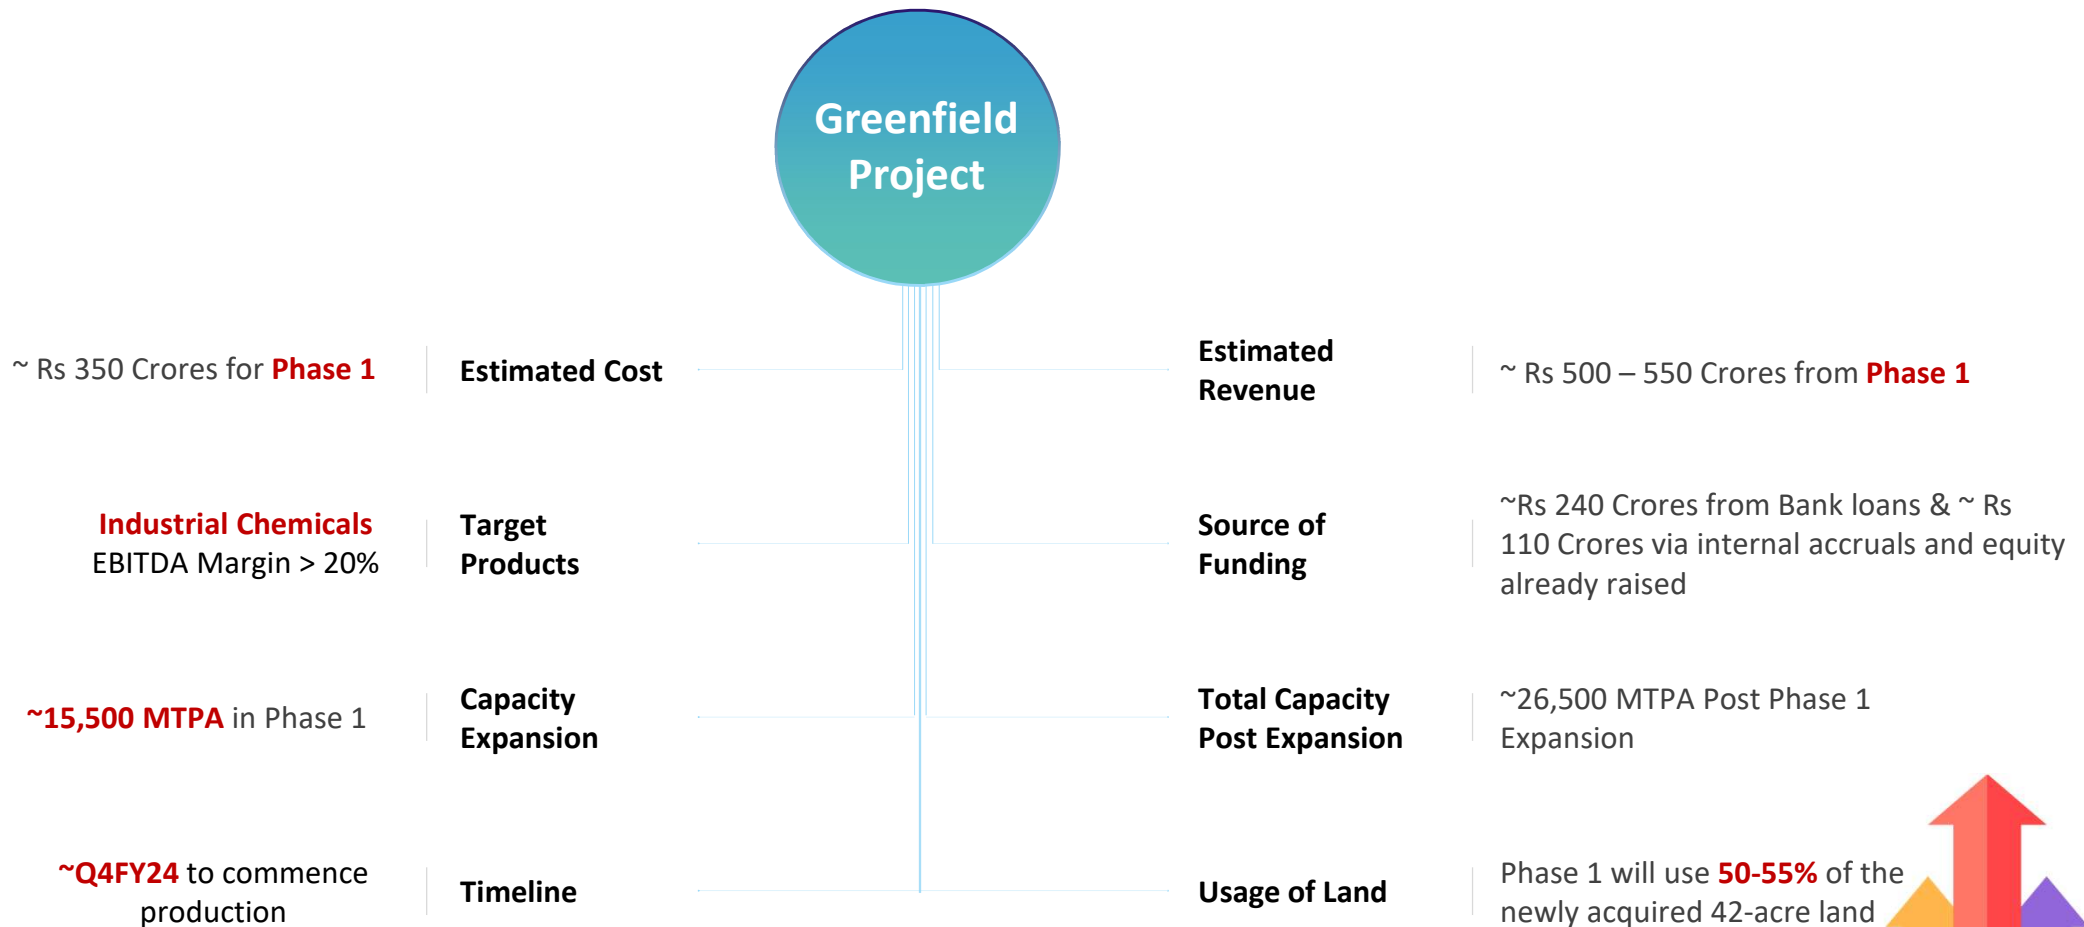 Greenfield
Project
~ Rs 350 Crores for Phase 1
Estimated Cost
Estimated
Revenue
~ Rs 500 – 550 Crores from Phase 1
Industrial Chemicals
EBITDA Margin > 20%
Target
Products
Source of
Funding
~Rs 240 Crores from Bank loans & ~ Rs
110 Crores via internal accruals and equity
already raised
~15,500 MTPA in Phase 1
Capacity
Expansion
Total Capacity
Post Expansion
~26,500 MTPA Post Phase 1
Expansion
~Q4FY24 to commence
production
Timeline
Usage of Land
Phase 1 will use 50-55% of the
newly acquired 42-acre land